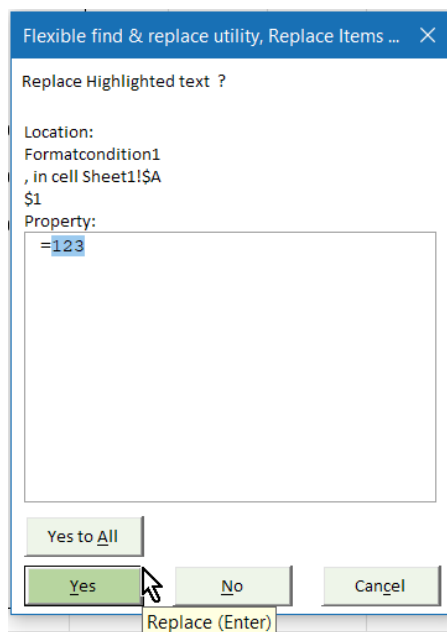 Flexible find & replace utility, Replace Items ...
Replace Highlighted text ?
Location:
Formatcondition1
, in cell Sheet1!$A
$1
Property:
=123
Yes to All
Yes
No
Cancel
Replace (Enter)